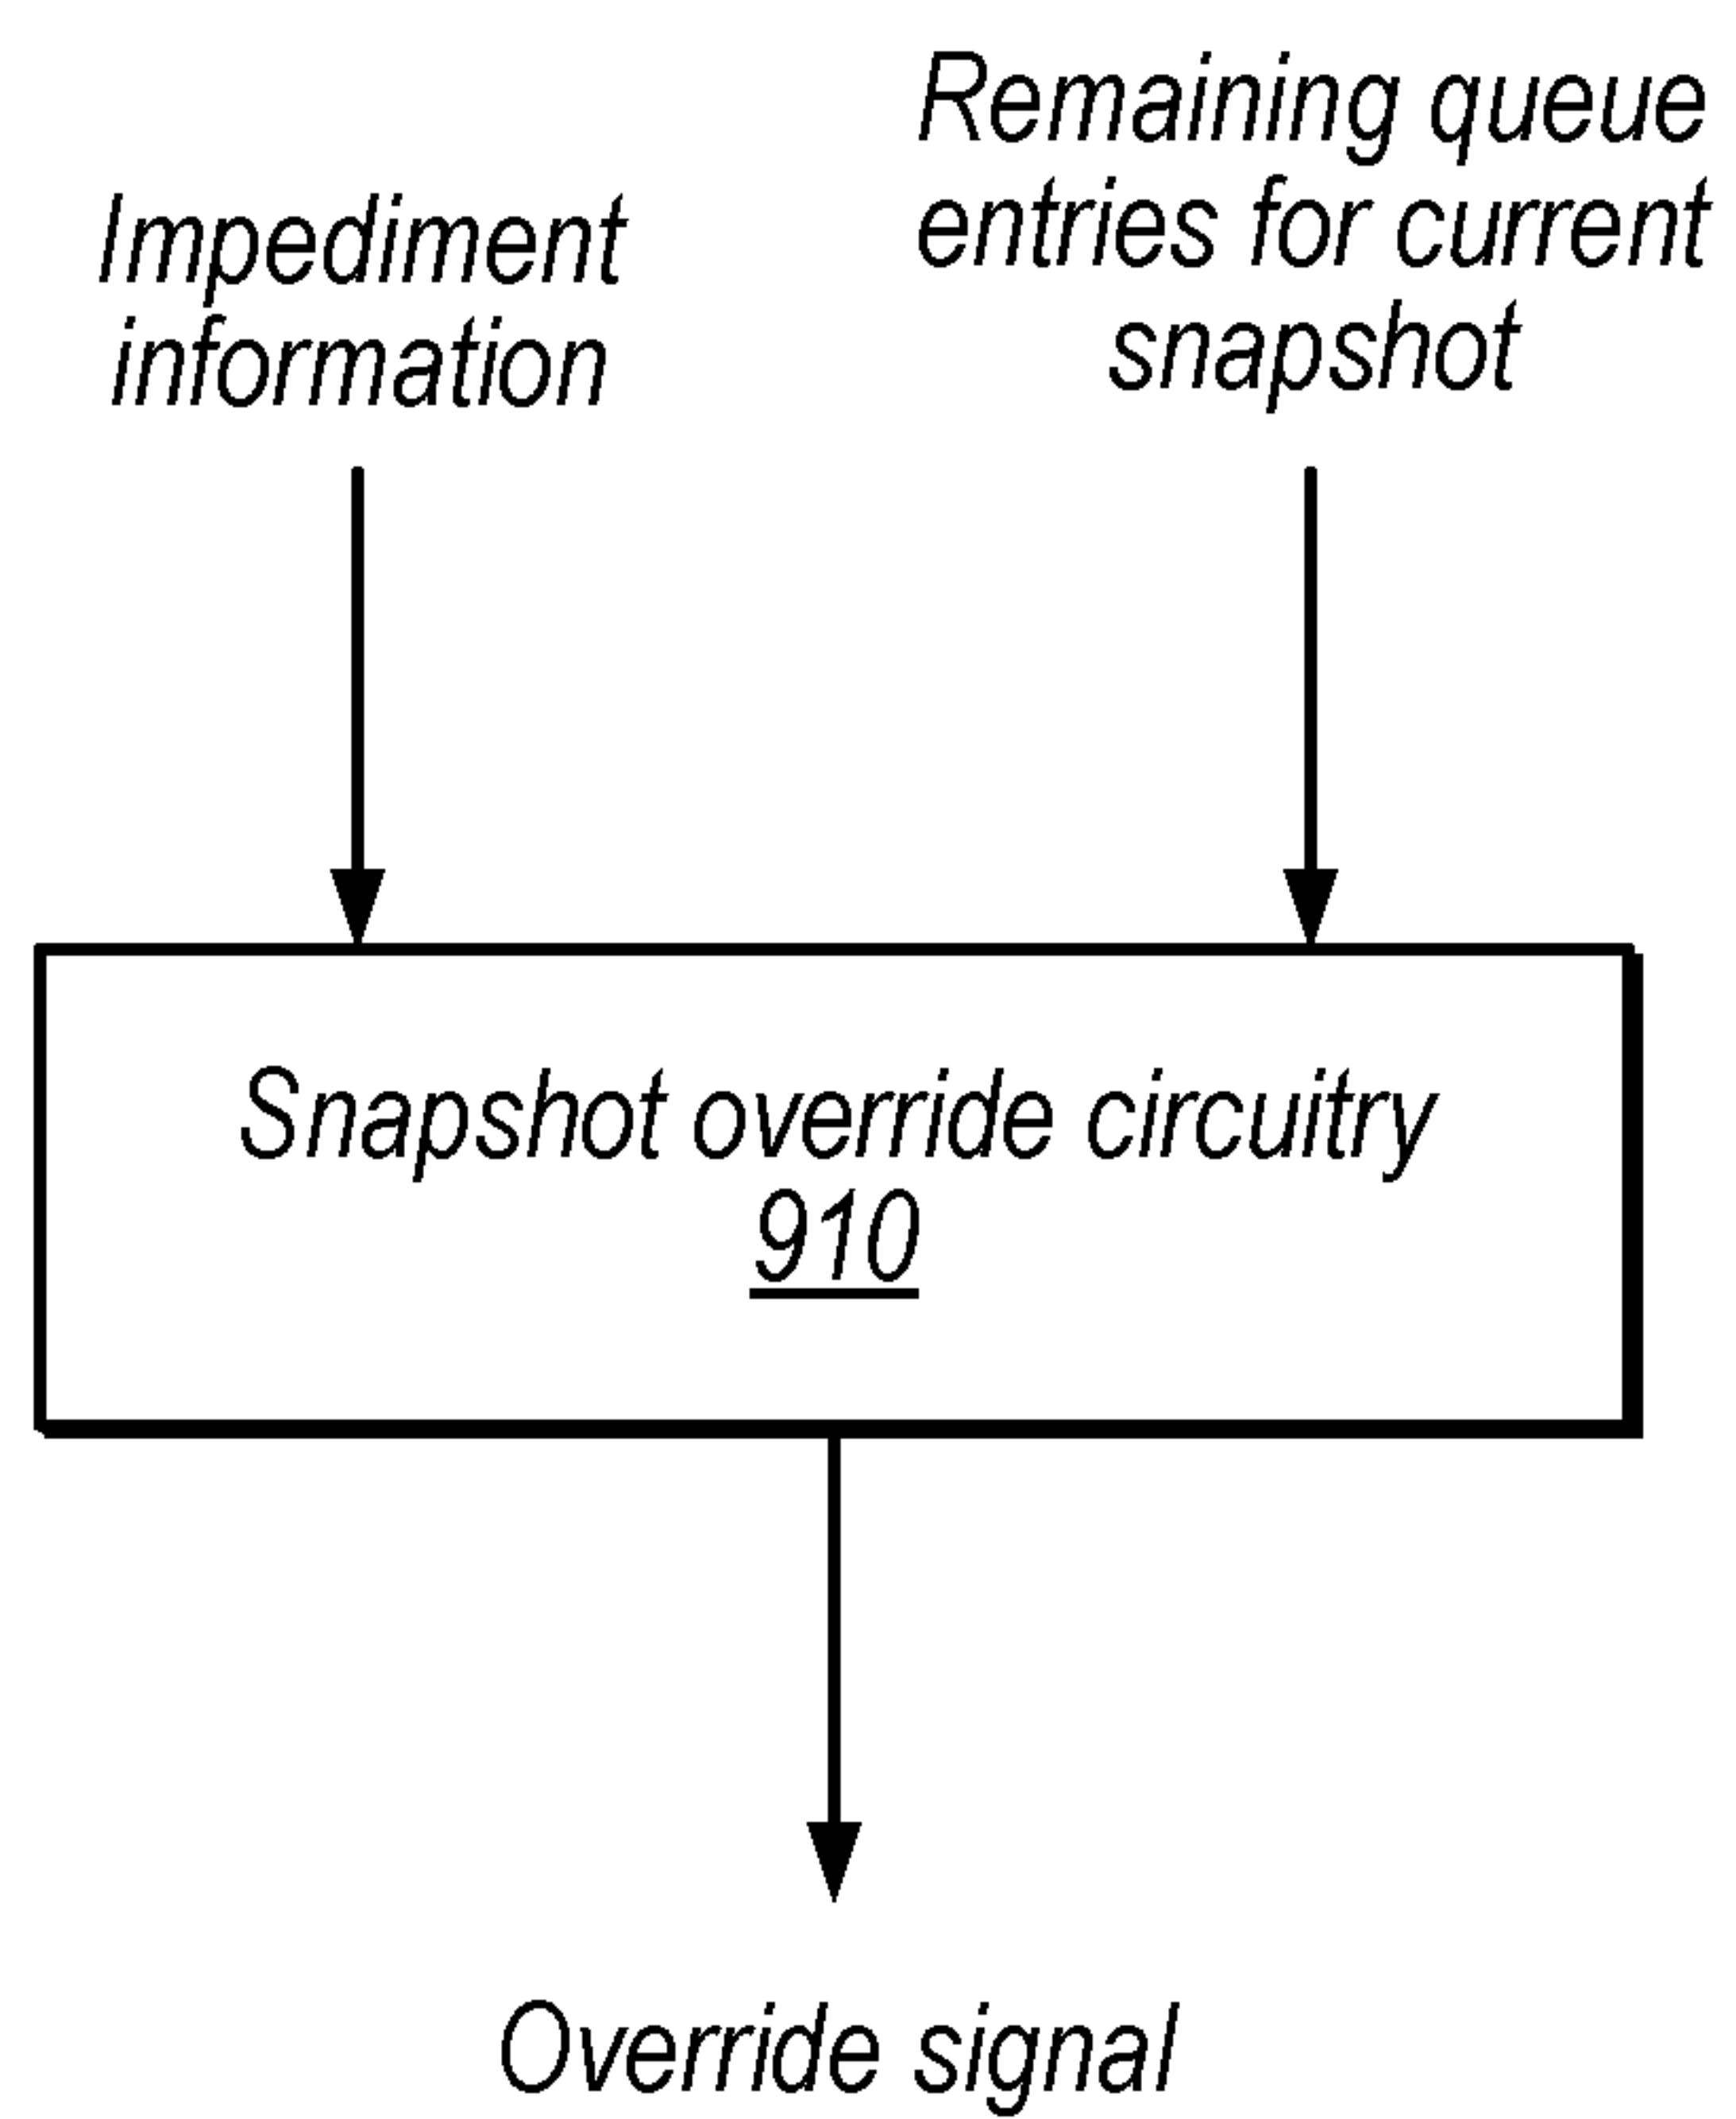 Impediment
information
Remaining queue
entries for current
snapshot
Snapshot override circuitry
910
Override signal